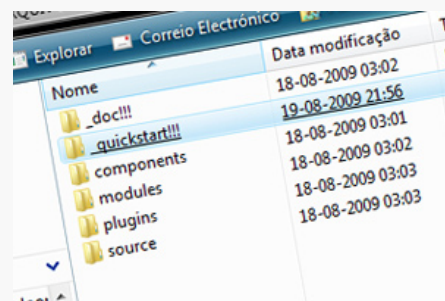 Explorar Correio Electrónico
Nome Data modificação
_doc!!! 18-08-2009 03:02
_quickstart!!! 19-08-2009 21:56
components 18-08-2009 03:01
modules 18-08-2009 03:02
plugins 18-08-2009 03:03
source 18-08-2009 03:03